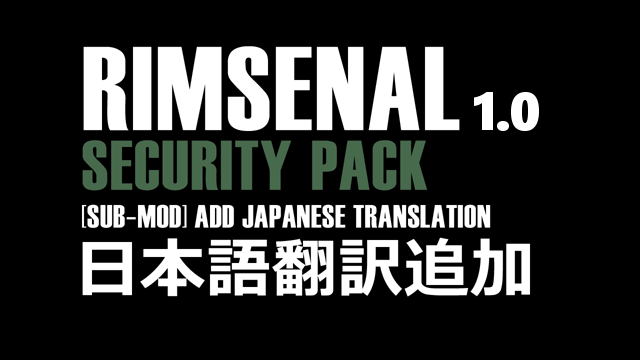 RIMSENAL 1.0
SECURITY PACK
[SUB-MOD] ADD JAPANESE TRANSLATION
日本語翻訳追加